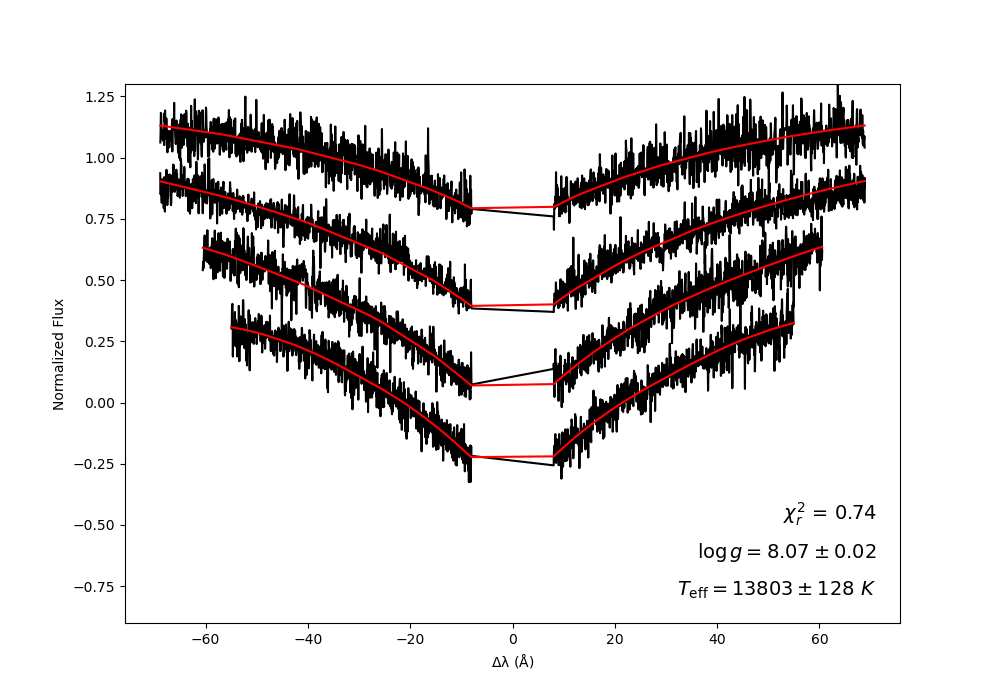 1.25
1.00
0.75
0.50
0.25
0.00
−0.25
−0.50
−0.75
Normalized Flux
χ²ᵣ = 0.74
log g = 8.07 ± 0.02
T_eff = 13803 ± 128 K
−60 −40 −20 0 20 40 60
Δλ (Å)